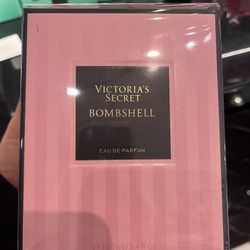 VICTORIA'S
SECRET
BOMBSHELL
EAU DE PARFUM